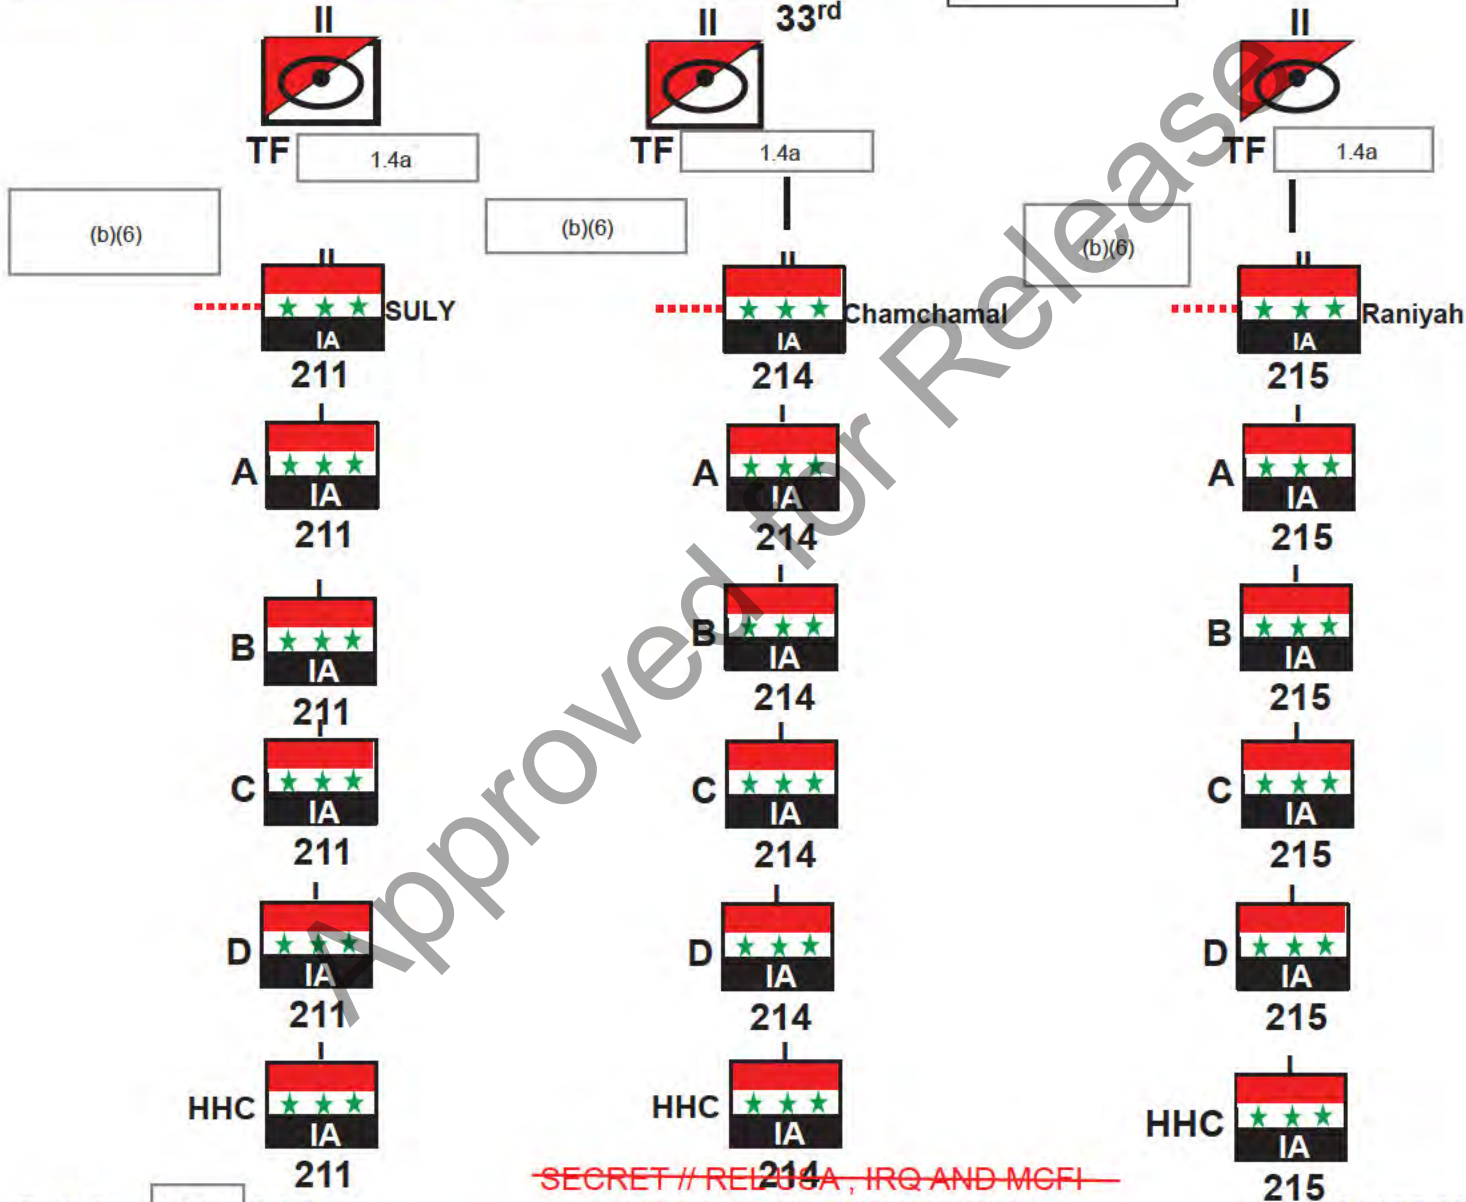 II II 33rd II
TF 1.4a TF 1.4a TF 1.4a
(b)(6) (b)(6) (b)(6)
II II II
SULY Chamchamal Raniyah
IA IA IA
211 214 215
I I I
A A A
IA IA IA
211 214 215
I I I
B B B
IA IA IA
211 214 215
I I I
C C C
IA IA IA
211 214 215
I I I
D D D
IA IA IA
211 214 215
I I I
HHC HHC HHC
IA IA IA
211 214 215
SECRET // REL USA , IRQ AND MCFI
Approved for Release